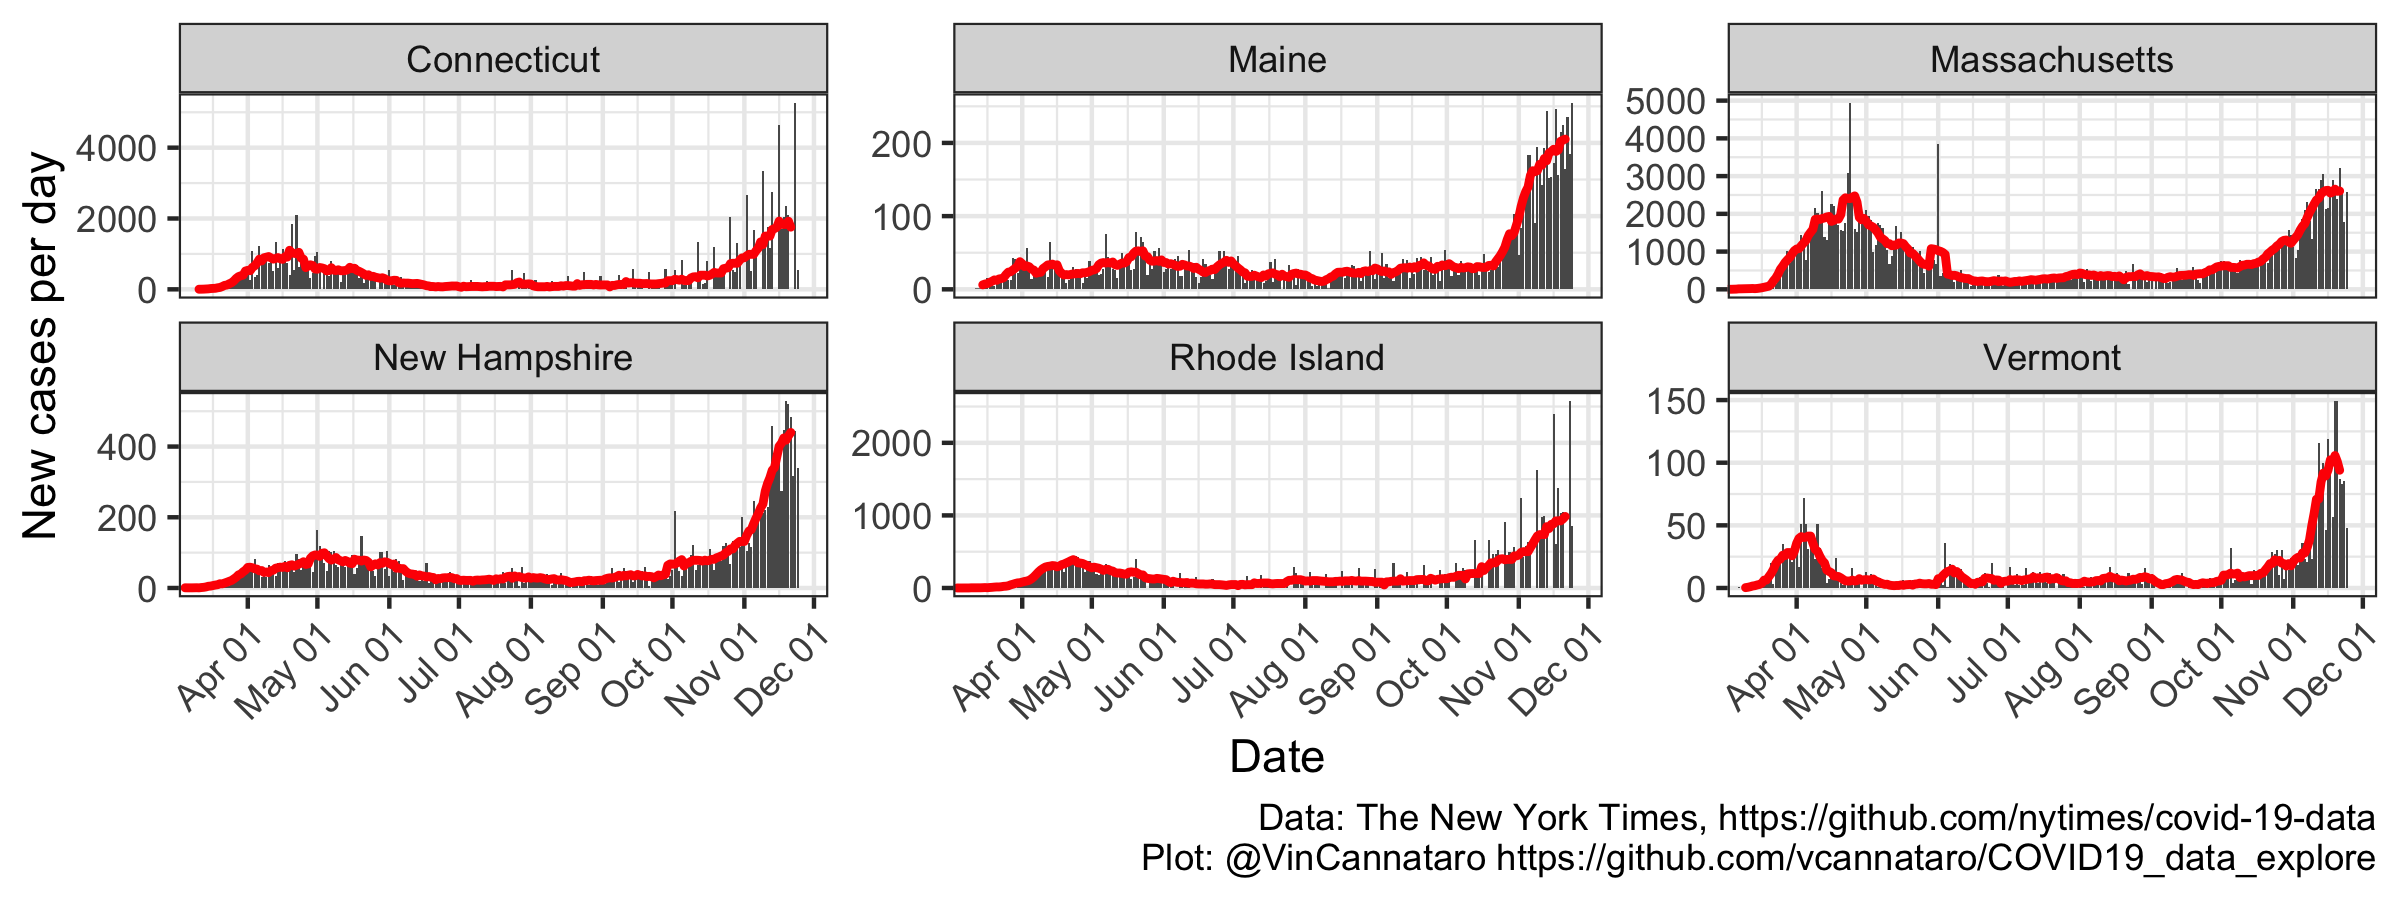 Connecticut
Maine
Massachusetts
New cases per day
4000
2000
0
200
100
0
5000
4000
3000
2000
1000
0
New Hampshire
Rhode Island
Vermont
400
200
0
2000
1000
0
150
100
50
0
Apr 01 May 01 Jun 01 Jul 01 Aug 01 Sep 01 Oct 01 Nov 01 Dec 01
Apr 01 May 01 Jun 01 Jul 01 Aug 01 Sep 01 Oct 01 Nov 01 Dec 01
Apr 01 May 01 Jun 01 Jul 01 Aug 01 Sep 01 Oct 01 Nov 01 Dec 01
Date
Data: The New York Times, https://github.com/nytimes/covid-19-data
Plot: @VinCannataro https://github.com/vcannataro/COVID19_data_explore